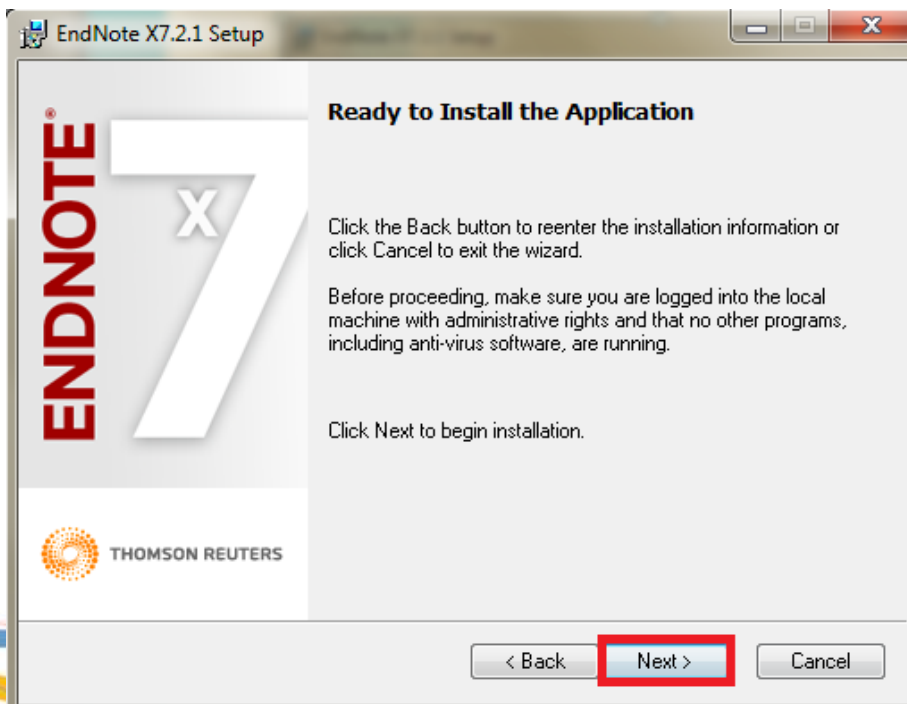 EndNote X7.2.1 Setup
ENDNOTE®
X7
Ready to Install the Application
Click the Back button to reenter the installation information or
click Cancel to exit the wizard.
Before proceeding, make sure you are logged into the local
machine with administrative rights and that no other programs,
including anti-virus software, are running.
Click Next to begin installation.
THOMSON REUTERS
< Back
Next >
Cancel